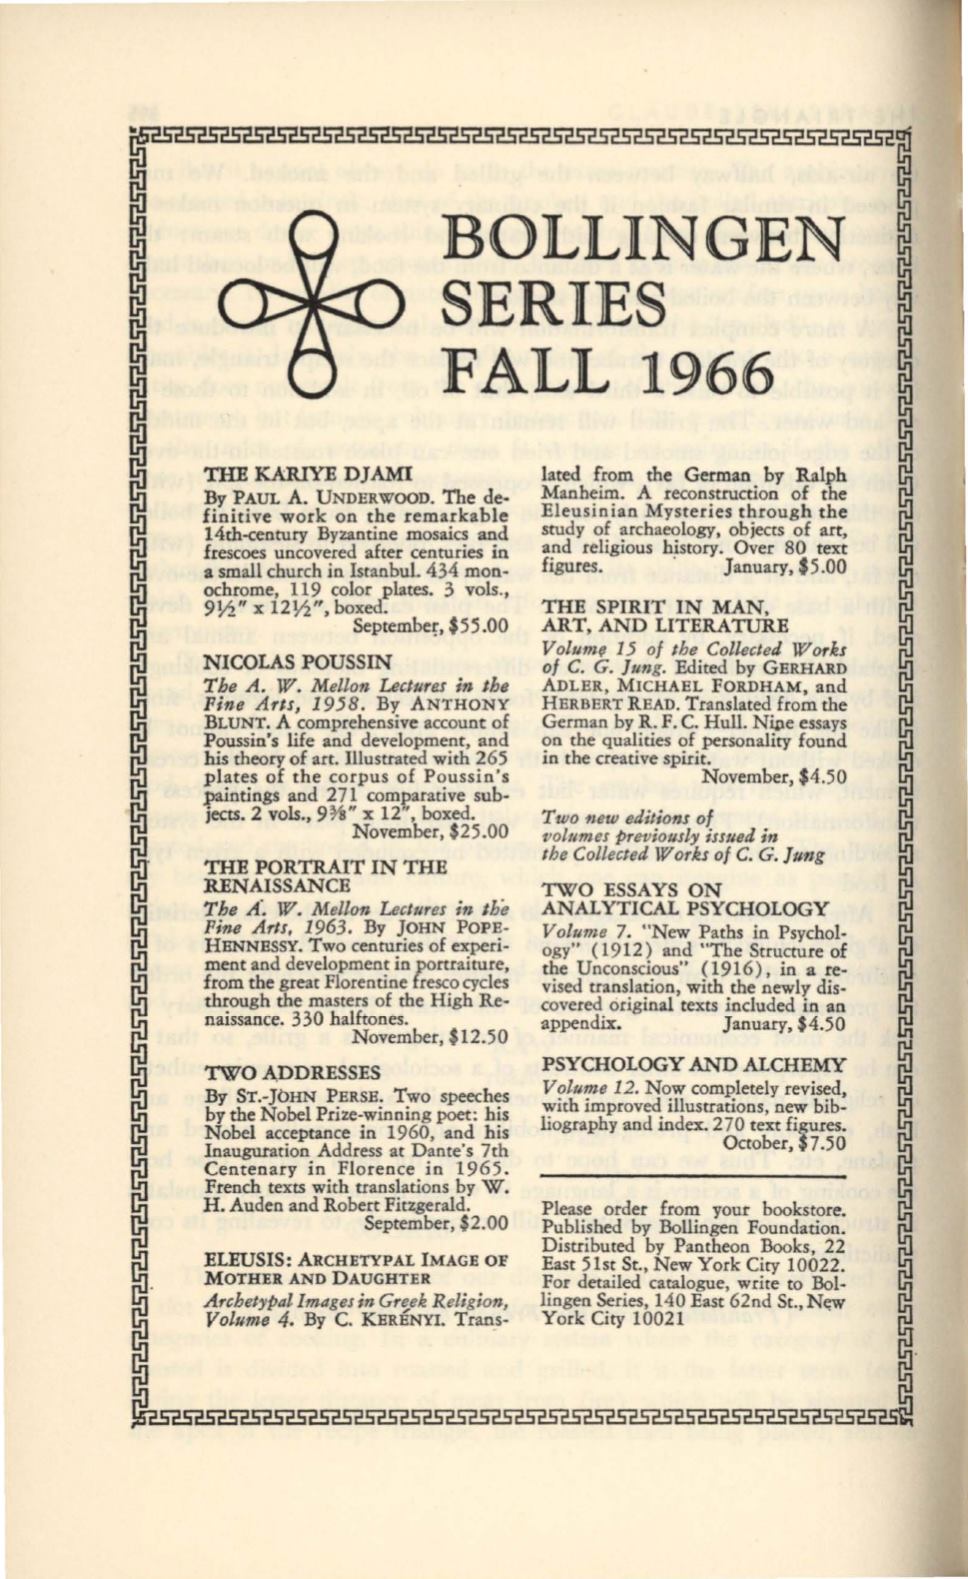 BOLLINGEN
SERIES
FALL 1966
THE KARIYE DJAMI
By PAUL A. UNDERWOOD. The de-
finitive work on the remarkable
14th-century Byzantine mosaics and
frescoes uncovered after centuries in
a small church in Istanbul. 434 mon-
ochrome, 119 color plates. 3 vols.,
9½″ x 12½″, boxed.
September, $55.00
NICOLAS POUSSIN
The A. W. Mellon Lectures in the
Fine Arts, 1958. By ANTHONY
BLUNT. A comprehensive account of
Poussin's life and development, and
his theory of art. Illustrated with 265
plates of the corpus of Poussin's
paintings and 271 comparative sub-
jects. 2 vols., 9⅜″ x 12″, boxed.
November, $25.00
THE PORTRAIT IN THE
RENAISSANCE
The A. W. Mellon Lectures in the
Fine Arts, 1963. By JOHN POPE-
HENNESSY. Two centuries of experi-
ment and development in portraiture,
from the great Florentine fresco cycles
through the masters of the High Re-
naissance. 330 halftones.
November, $12.50
TWO ADDRESSES
By ST.-JOHN PERSE. Two speeches
by the Nobel Prize-winning poet: his
Nobel acceptance in 1960, and his
Inauguration Address at Dante's 7th
Centenary in Florence in 1965.
French texts with translations by W.
H. Auden and Robert Fitzgerald.
September, $2.00
ELEUSIS: ARCHETYPAL IMAGE OF
MOTHER AND DAUGHTER
Archetypal Images in Greek Religion,
Volume 4. By C. KERÉNYI. Trans-
lated from the German by Ralph
Manheim. A reconstruction of the
Eleusinian Mysteries through the
study of archaeology, objects of art,
and religious history. Over 80 text
figures. January, $5.00
THE SPIRIT IN MAN,
ART, AND LITERATURE
Volume 15 of the Collected Works
of C. G. Jung. Edited by GERHARD
ADLER, MICHAEL FORDHAM, and
HERBERT READ. Translated from the
German by R. F. C. Hull. Nine essays
on the qualities of personality found
in the creative spirit.
November, $4.50
Two new editions of
volumes previously issued in
the Collected Works of C. G. Jung
TWO ESSAYS ON
ANALYTICAL PSYCHOLOGY
Volume 7. "New Paths in Psychol-
ogy" (1912) and "The Structure of
the Unconscious" (1916), in a re-
vised translation, with the newly dis-
covered original texts included in an
appendix. January, $4.50
PSYCHOLOGY AND ALCHEMY
Volume 12. Now completely revised,
with improved illustrations, new bib-
liography and index. 270 text figures.
October, $7.50
Please order from your bookstore.
Published by Bollingen Foundation.
Distributed by Pantheon Books, 22
East 51st St., New York City 10022.
For detailed catalogue, write to Bol-
lingen Series, 140 East 62nd St., New
York City 10021